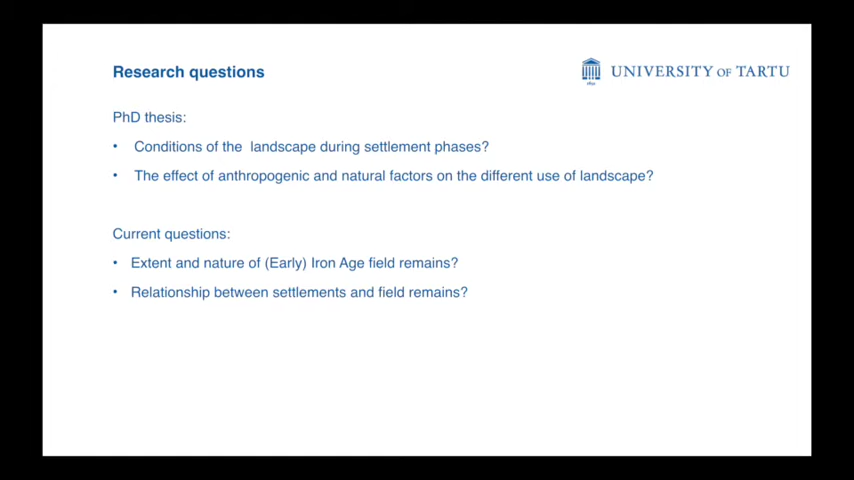 Research questions
UNIVERSITY OF TARTU
PhD thesis:
• Conditions of the landscape during settlement phases?
• The effect of anthropogenic and natural factors on the different use of landscape?
Current questions:
• Extent and nature of (Early) Iron Age field remains?
• Relationship between settlements and field remains?